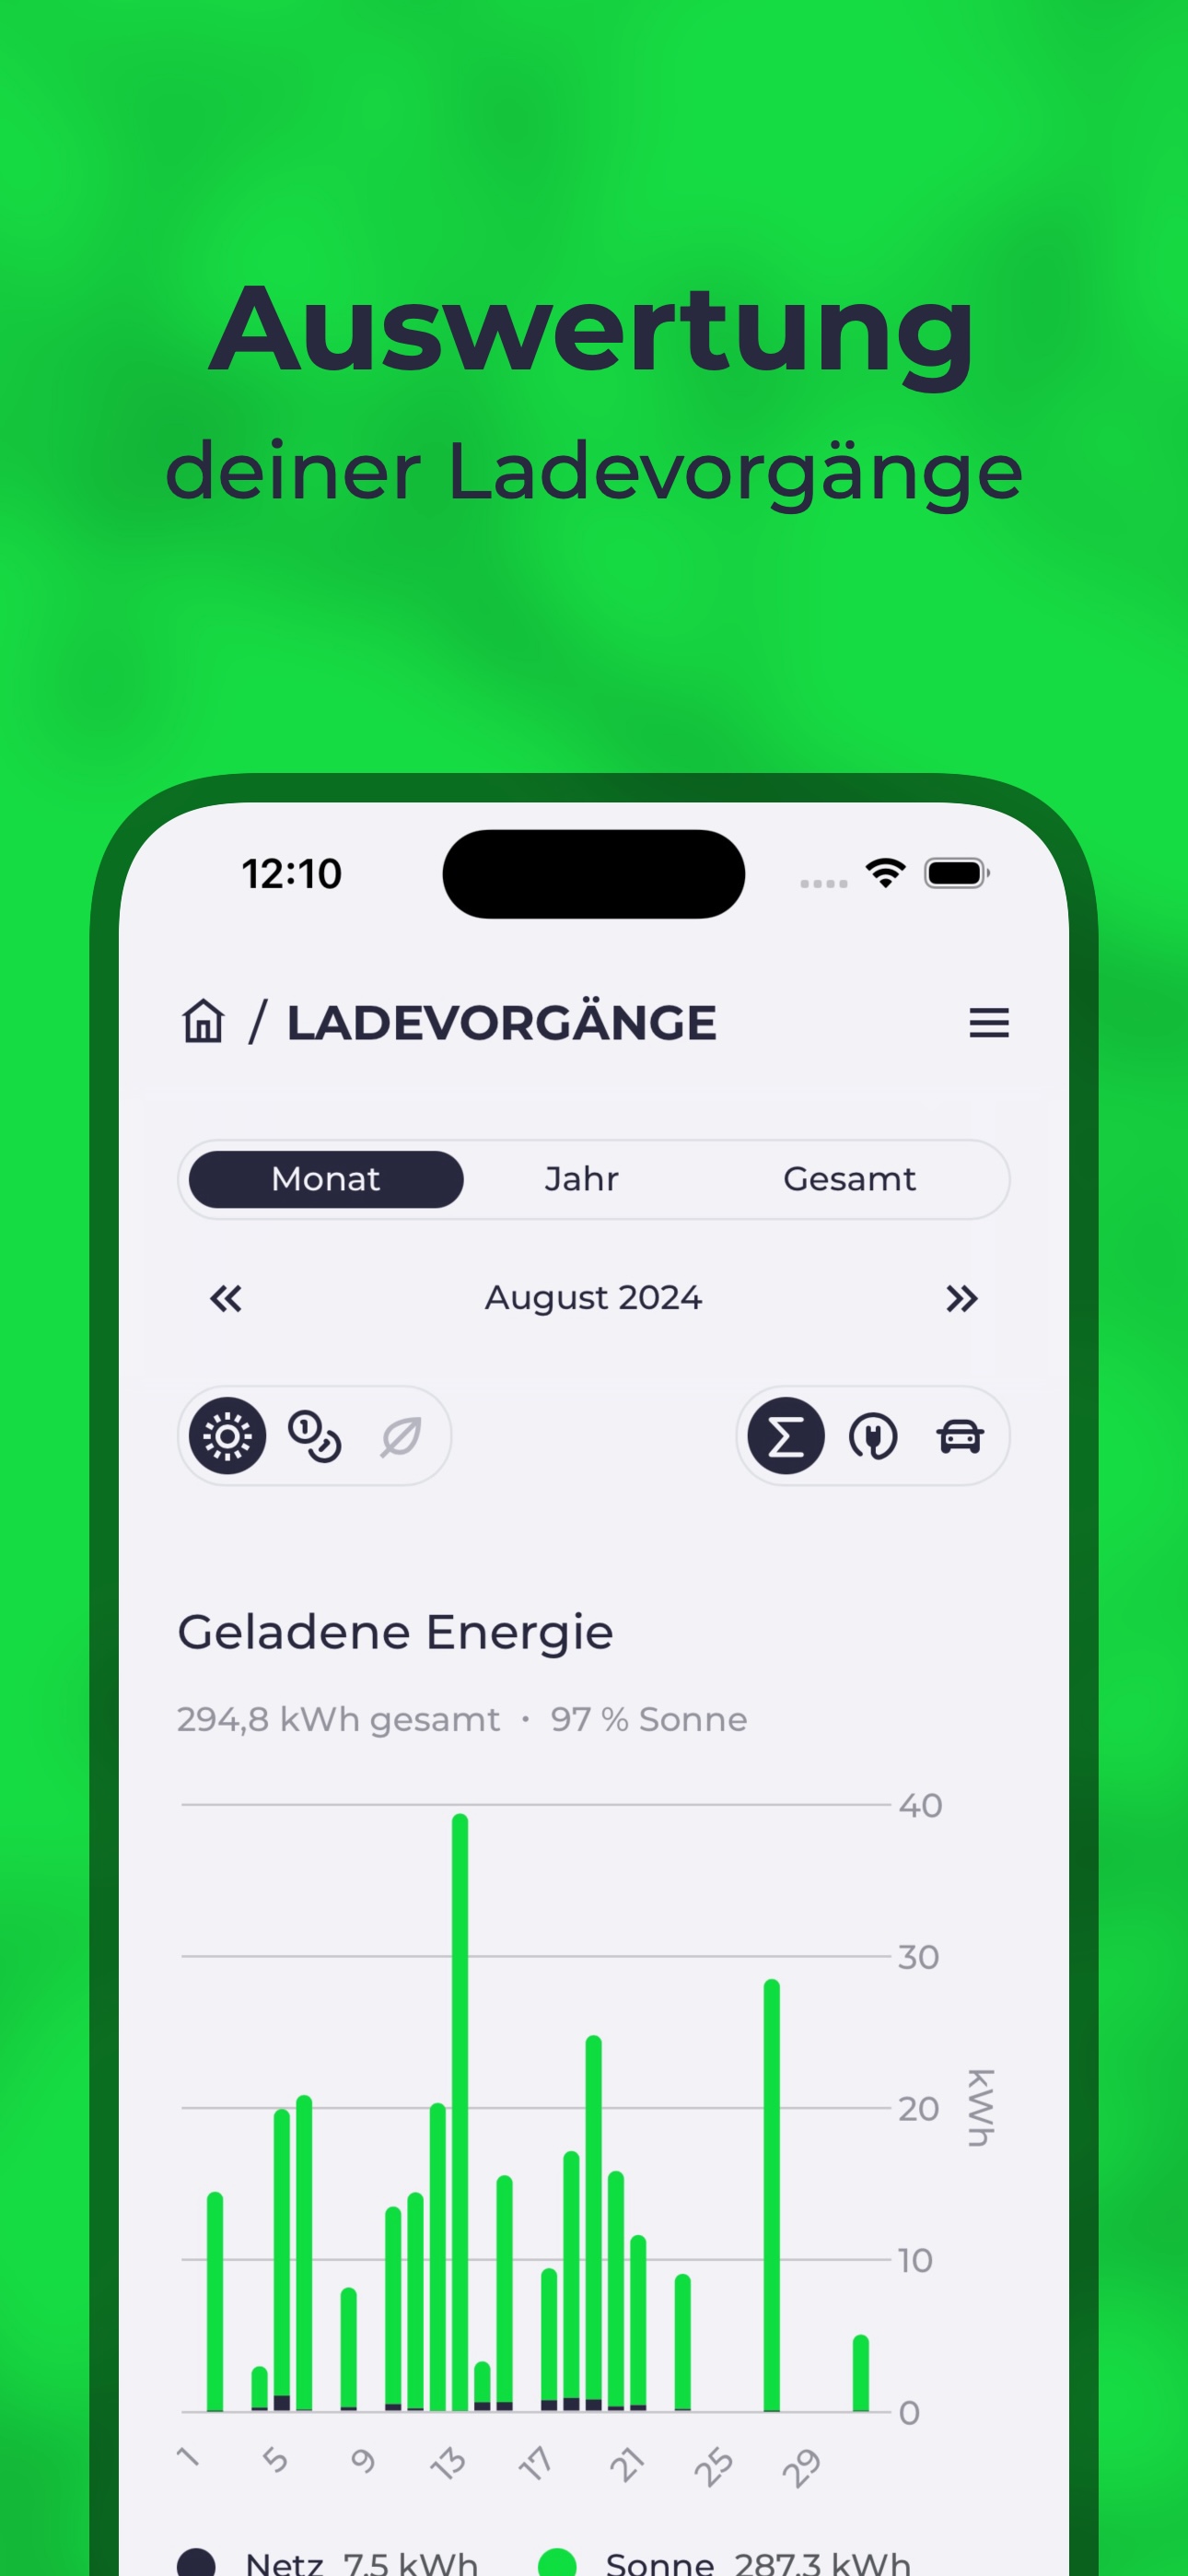 Auswertung
deiner Ladevorgänge
12:10
/ LADEVORGÄNGE
Monat Jahr Gesamt
« August 2024 »
Geladene Energie
294,8 kWh gesamt · 97 % Sonne
40
30
20
10
0
kWh
1 5 9 13 17 21 25 29
Netz 7,5 kWh Sonne 287,3 kWh